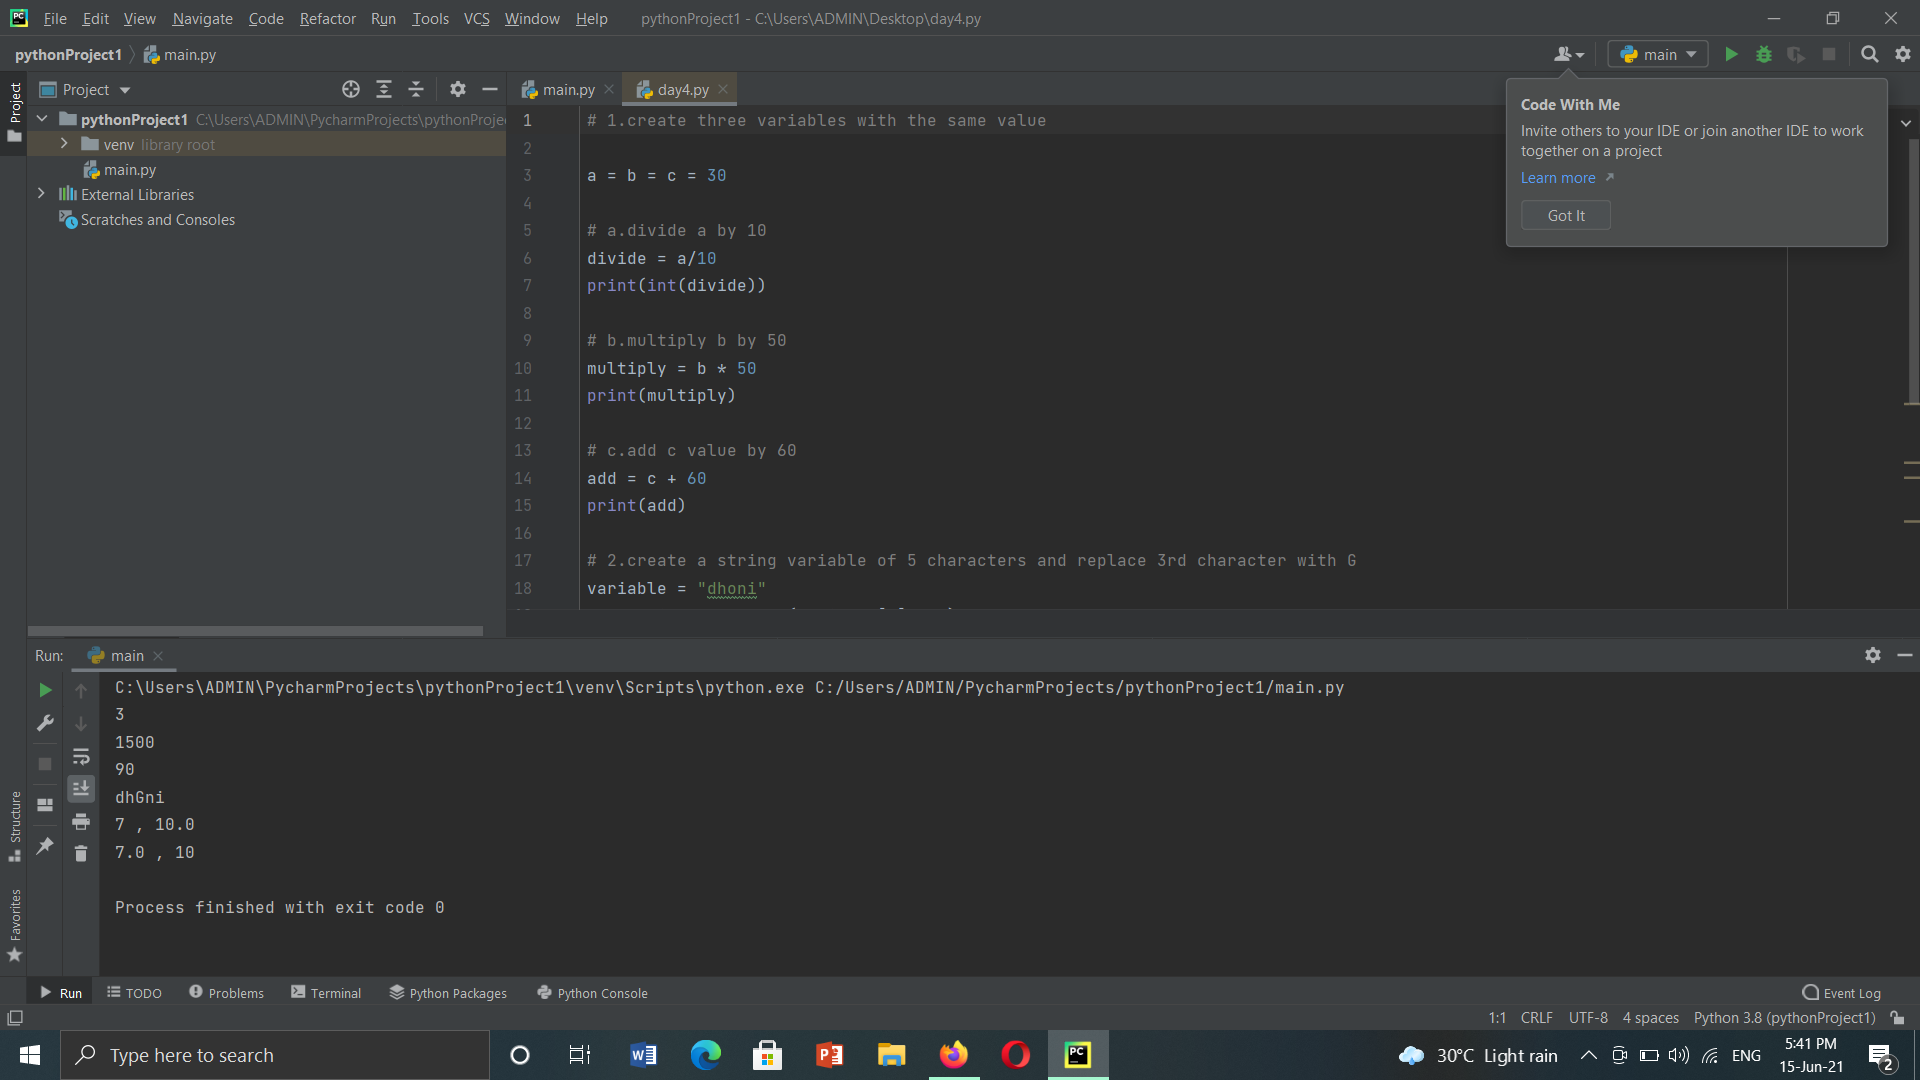 File Edit View Navigate Code Refactor Run Tools VCS Window Help pythonProject1 - C:\Users\ADMIN\Desktop\day4.py
pythonProject1 main.py
main
Project
Project
main.py
day4.py
Code With Me
Invite others to your IDE or join another IDE to work
together on a project
Learn more
Got It
pythonProject1 C:\Users\ADMIN\PycharmProjects\pythonProje
venv library root
main.py
External Libraries
Scratches and Consoles
1 # 1.create three variables with the same value
2
3 a = b = c = 30
4
5 # a.divide a by 10
6 divide = a/10
7 print(int(divide))
8
9 # b.multiply b by 50
10 multiply = b * 50
11 print(multiply)
12
13 # c.add c value by 60
14 add = c + 60
15 print(add)
16
17 # 2.create a string variable of 5 characters and replace 3rd character with G
18 variable = "dhoni"
Run: main
C:\Users\ADMIN\PycharmProjects\pythonProject1\venv\Scripts\python.exe C:/Users/ADMIN/PycharmProjects/pythonProject1/main.py
3
1500
90
dhGni
7 , 10.0
7.0 , 10
Process finished with exit code 0
Structure
Favorites
Run TODO Problems Terminal Python Packages Python Console Event Log
1:1 CRLF UTF-8 4 spaces Python 3.8 (pythonProject1)
Type here to search
30°C Light rain ENG
5:41 PM
15-Jun-21
2